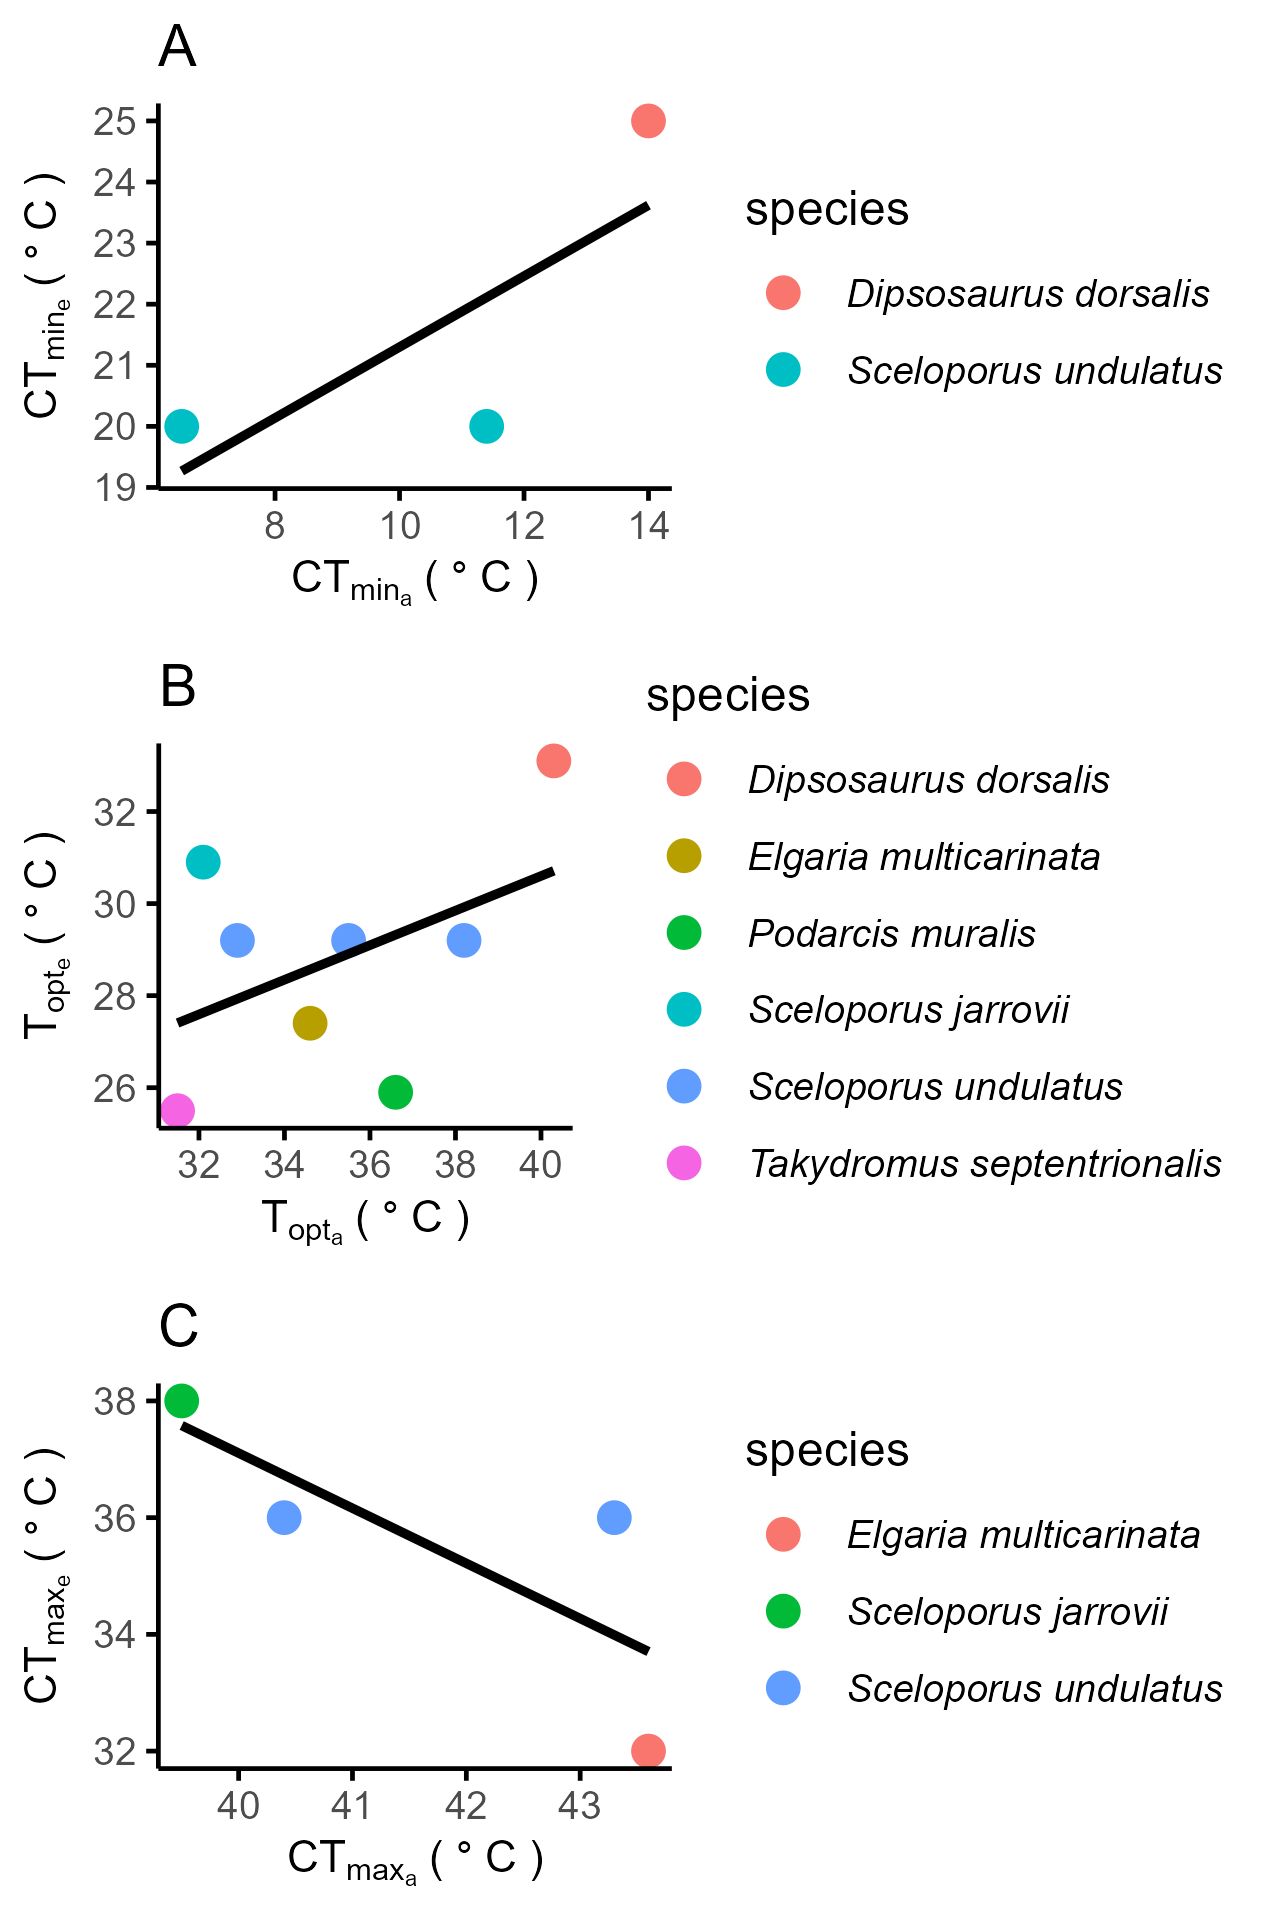 A
25
24
23
22
21
20
19
CTmine ( ° C )
8 10 12 14
CTmina ( ° C )
species
Dipsosaurus dorsalis
Sceloporus undulatus
B
32
30
28
26
Topte ( ° C )
32 34 36 38 40
Topta ( ° C )
species
Dipsosaurus dorsalis
Elgaria multicarinata
Podarcis muralis
Sceloporus jarrovii
Sceloporus undulatus
Takydromus septentrionalis
C
38
36
34
32
CTmaxe ( ° C )
40 41 42 43
CTmaxa ( ° C )
species
Elgaria multicarinata
Sceloporus jarrovii
Sceloporus undulatus